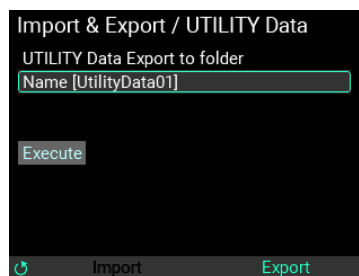 Import & Export / UTILITY Data
UTILITY Data Export to folder
Name [UtilityData01]
Execute
Import Export